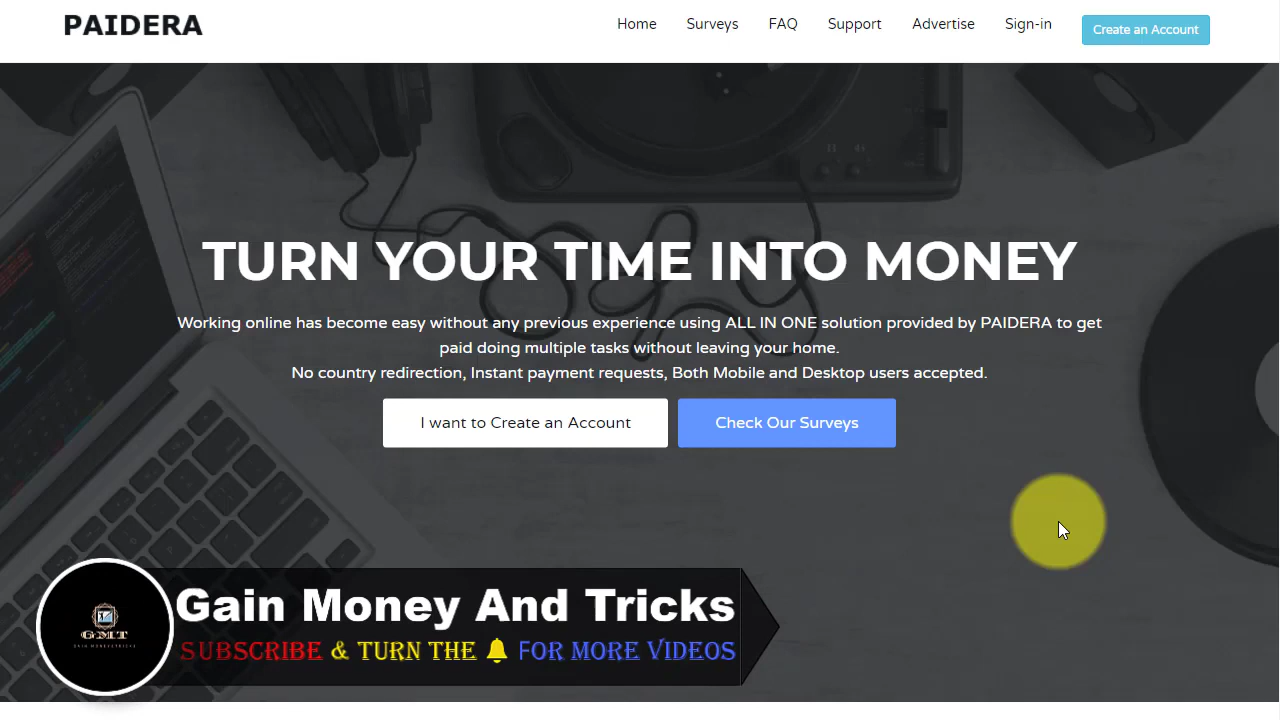 PAIDERA
Home Surveys FAQ Support Advertise Sign-in Create an Account
TURN YOUR TIME INTO MONEY
Working online has become easy without any previous experience using ALL IN ONE solution provided by PAIDERA to get
paid doing multiple tasks without leaving your home.
No country redirection, Instant payment requests, Both Mobile and Desktop users accepted.
I want to Create an Account Check Our Surveys
Gain Money And Tricks
SUBSCRIBE & TURN THE FOR MORE VIDEOS
GMT